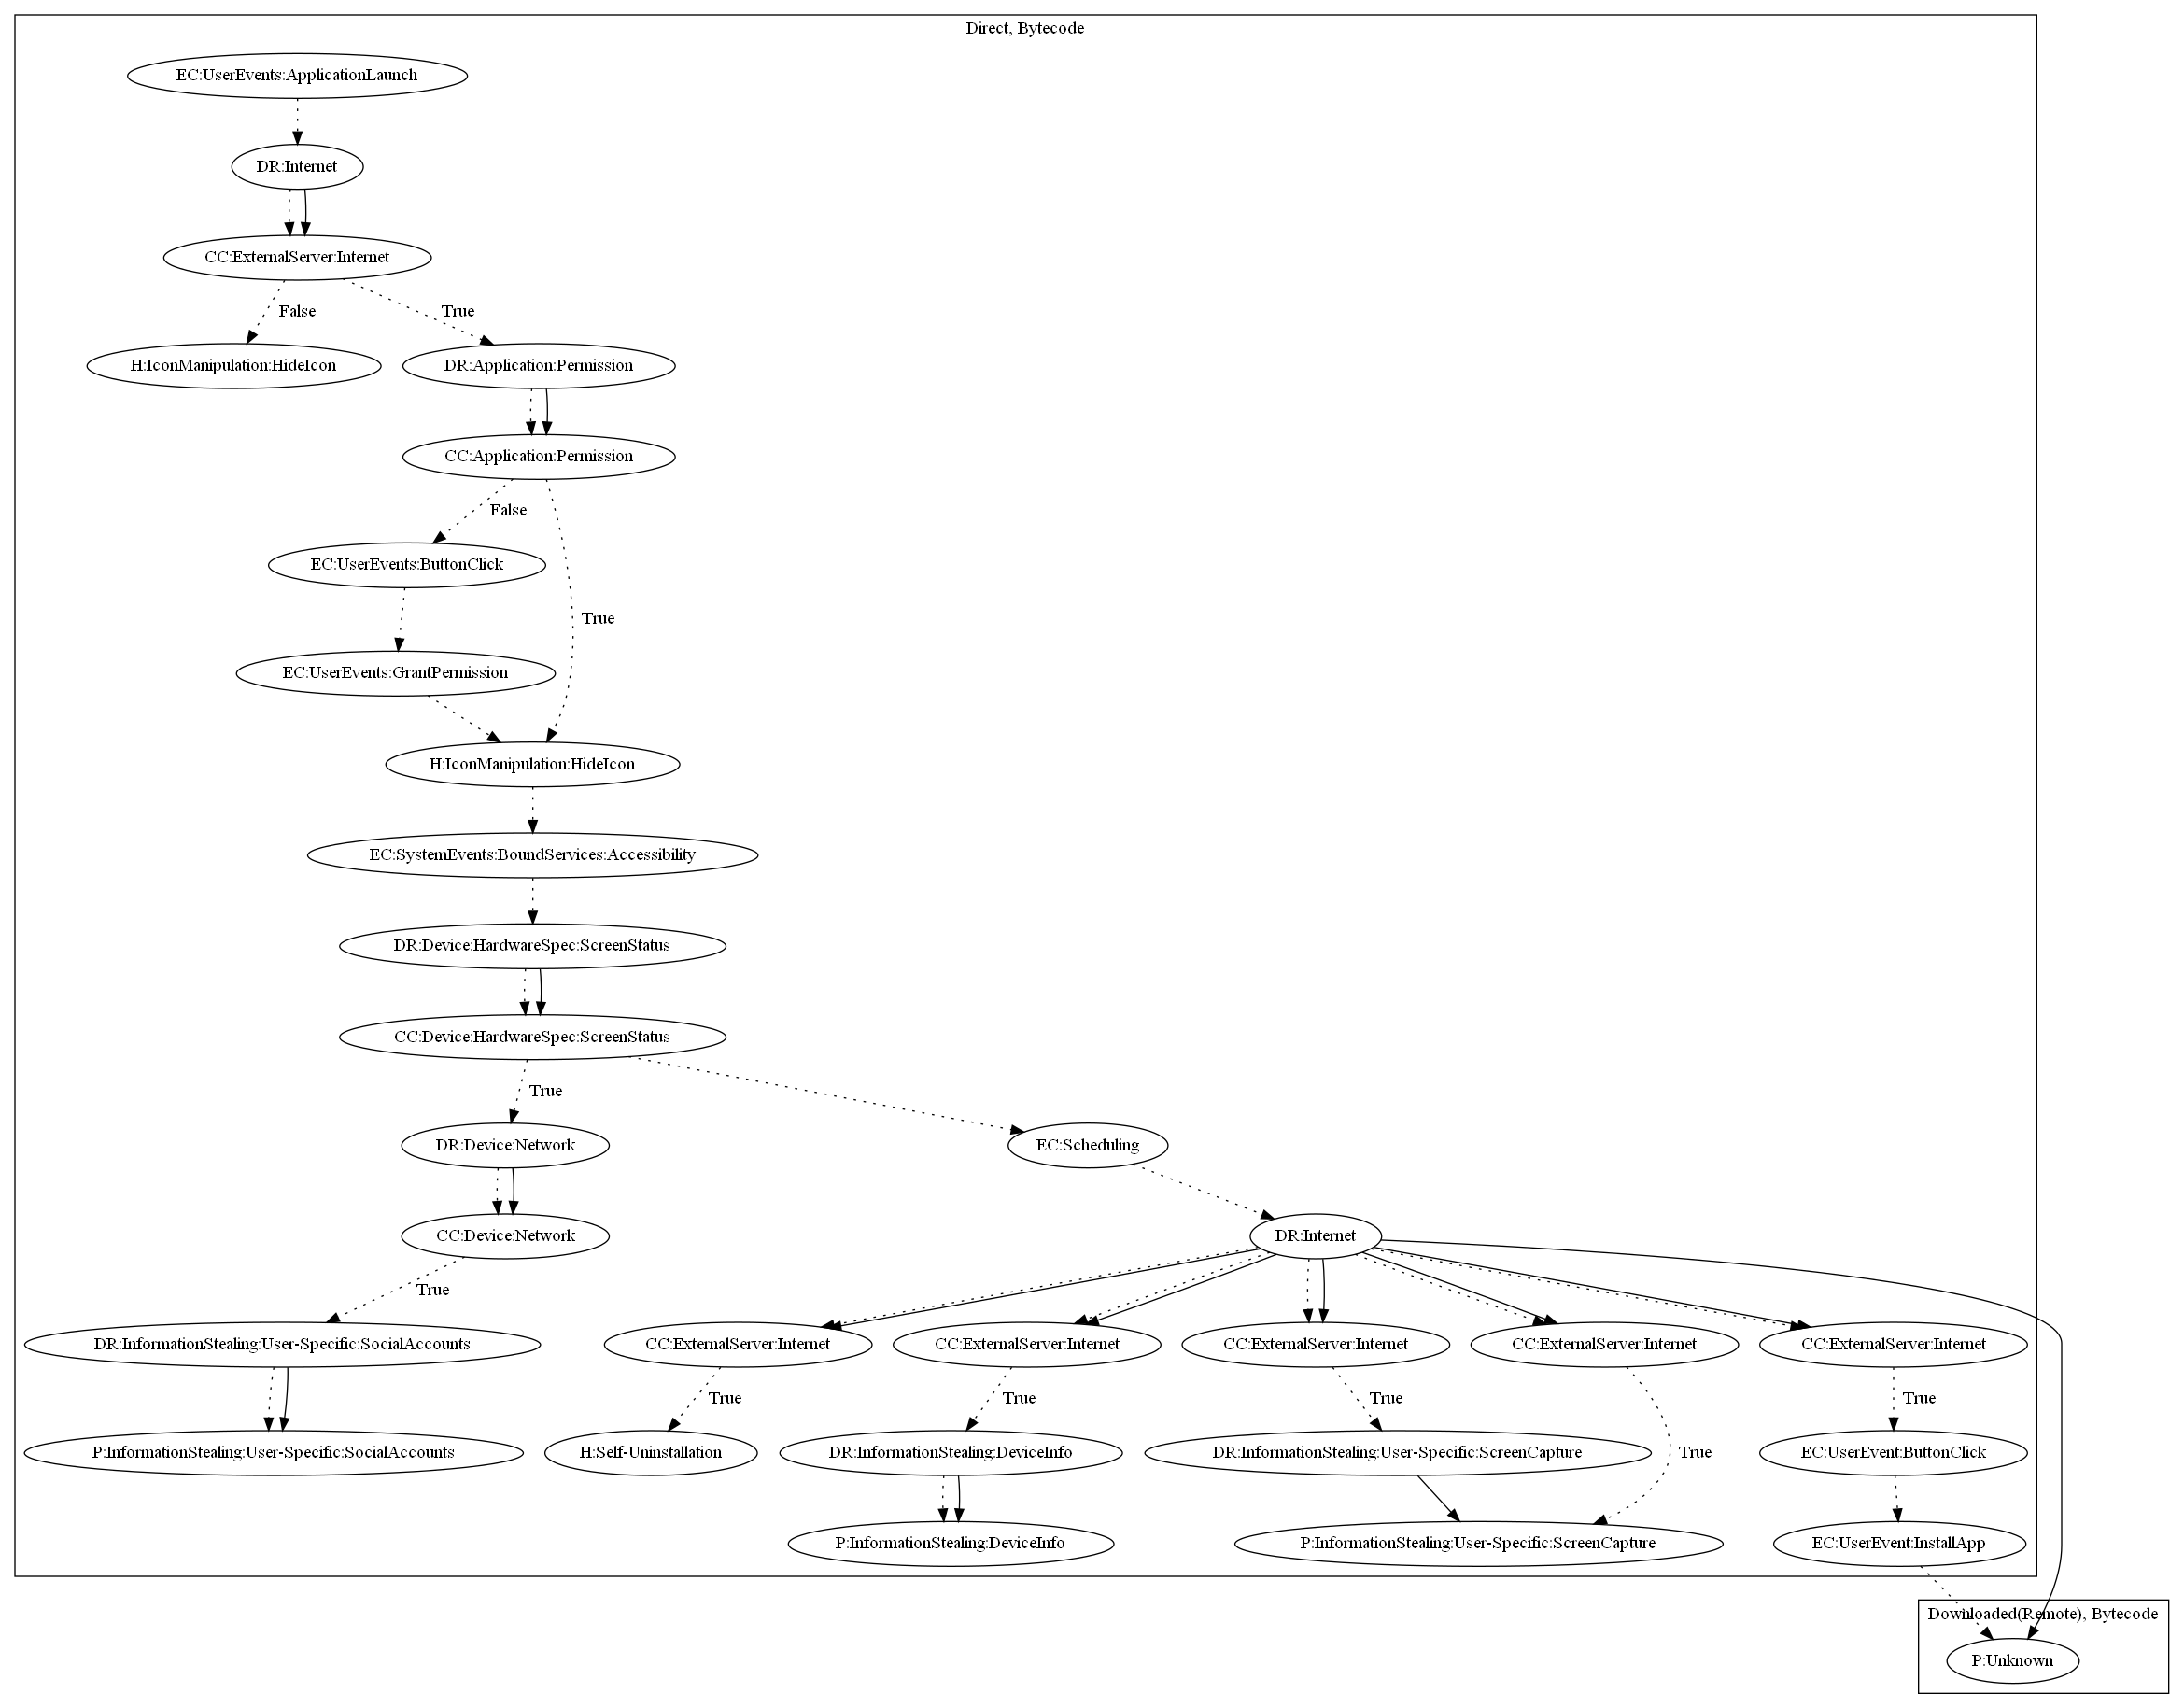 Direct, Bytecode
EC:UserEvents:ApplicationLaunch
DR:Internet
CC:ExternalServer:Internet
False
True
H:IconManipulation:HideIcon
DR:Application:Permission
CC:Application:Permission
False
EC:UserEvents:ButtonClick
True
EC:UserEvents:GrantPermission
H:IconManipulation:HideIcon
EC:SystemEvents:BoundServices:Accessibility
DR:Device:HardwareSpec:ScreenStatus
CC:Device:HardwareSpec:ScreenStatus
True
DR:Device:Network
EC:Scheduling
CC:Device:Network
DR:Internet
True
DR:InformationStealing:User-Specific:SocialAccounts
CC:ExternalServer:Internet
CC:ExternalServer:Internet
CC:ExternalServer:Internet
CC:ExternalServer:Internet
CC:ExternalServer:Internet
True
True
True
True
True
P:InformationStealing:User-Specific:SocialAccounts
H:Self-Uninstallation
DR:InformationStealing:DeviceInfo
DR:InformationStealing:User-Specific:ScreenCapture
EC:UserEvent:ButtonClick
P:InformationStealing:DeviceInfo
P:InformationStealing:User-Specific:ScreenCapture
EC:UserEvent:InstallApp
Downloaded(Remote), Bytecode
P:Unknown